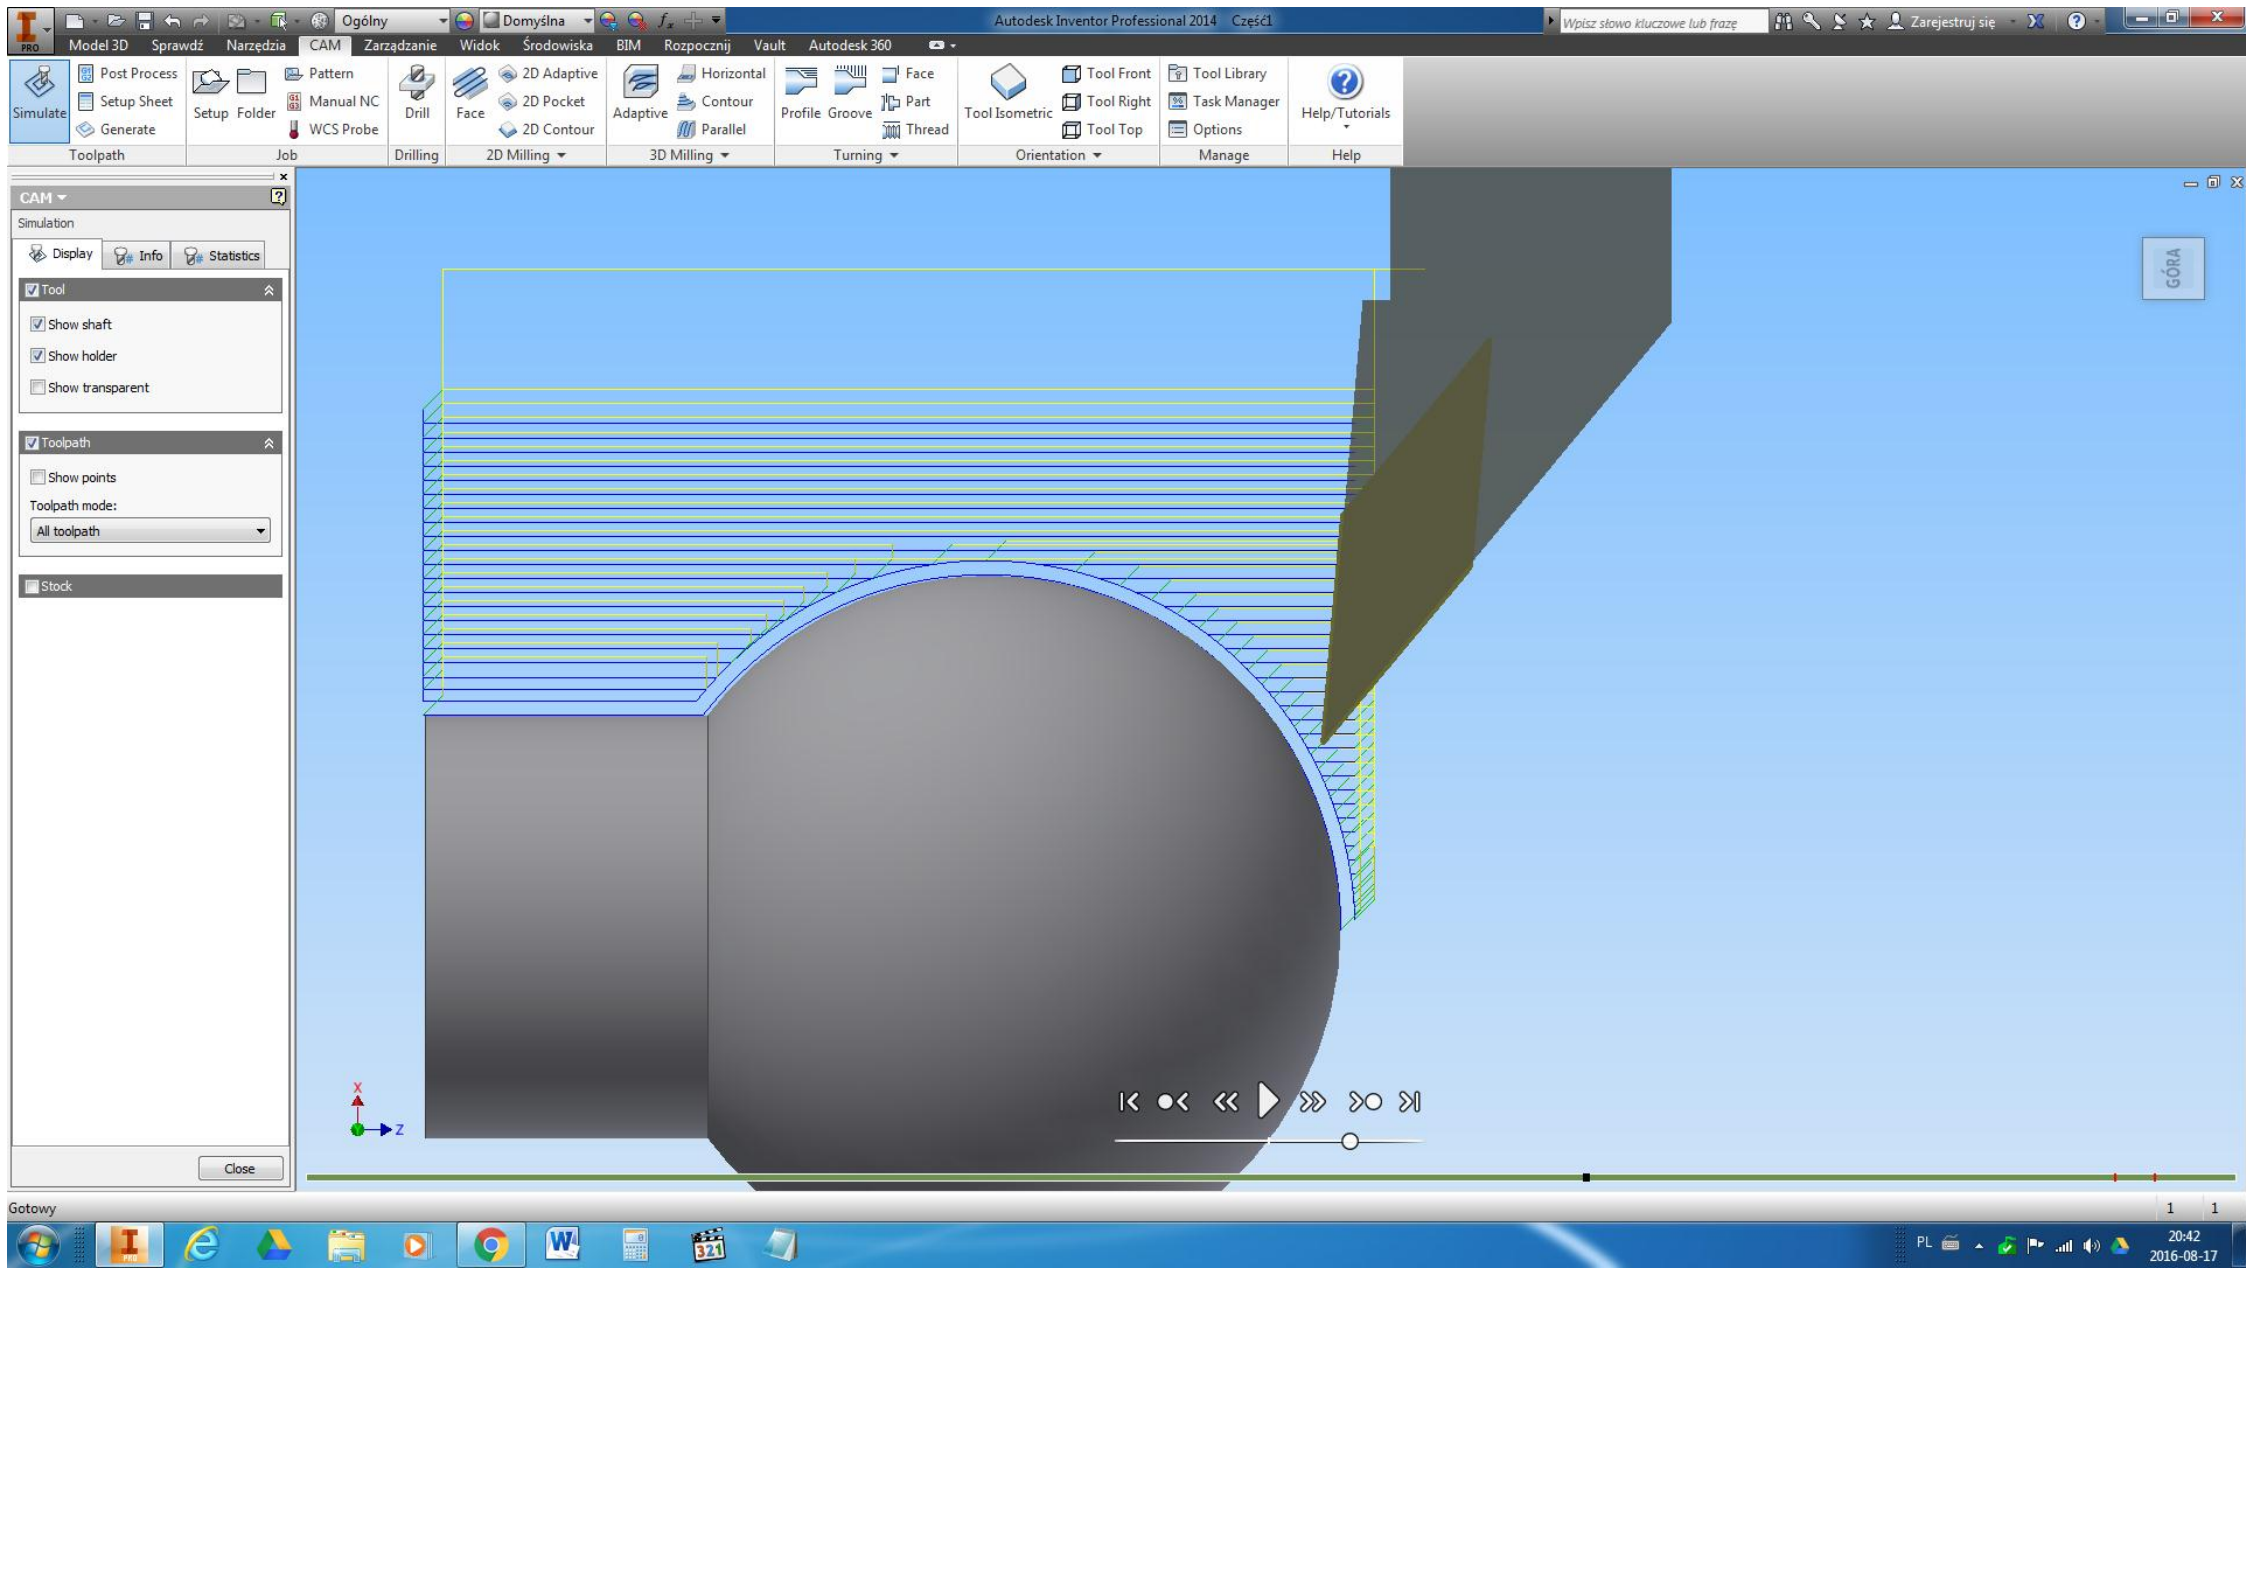 Ogólny Domyślna Autodesk Inventor Professional 2014 Część1 Wpisz słowo kluczowe lub frazę Zarejestruj się
PRO Model 3D Sprawdź Narzędzia CAM Zarządzanie Widok Środowiska BIM Rozpocznij Vault Autodesk 360
Post Process Pattern 2D Adaptive Horizontal Face Tool Front Tool Library
Setup Sheet Manual NC 2D Pocket Contour Part Tool Right Task Manager
Simulate Setup Folder Drill Face Adaptive Profile Groove Tool Isometric Help/Tutorials
Generate WCS Probe 2D Contour Parallel Thread Tool Top Options
Toolpath Job Drilling 2D Milling 3D Milling Turning Orientation Manage Help
CAM
Simulation
Display Info Statistics
Tool
Show shaft
Show holder
Show transparent
Toolpath
Show points
Toolpath mode:
All toolpath
Stock
GÓRA
X
Z
Close
Gotowy 1 1
PL 20:42
2016-08-17
321